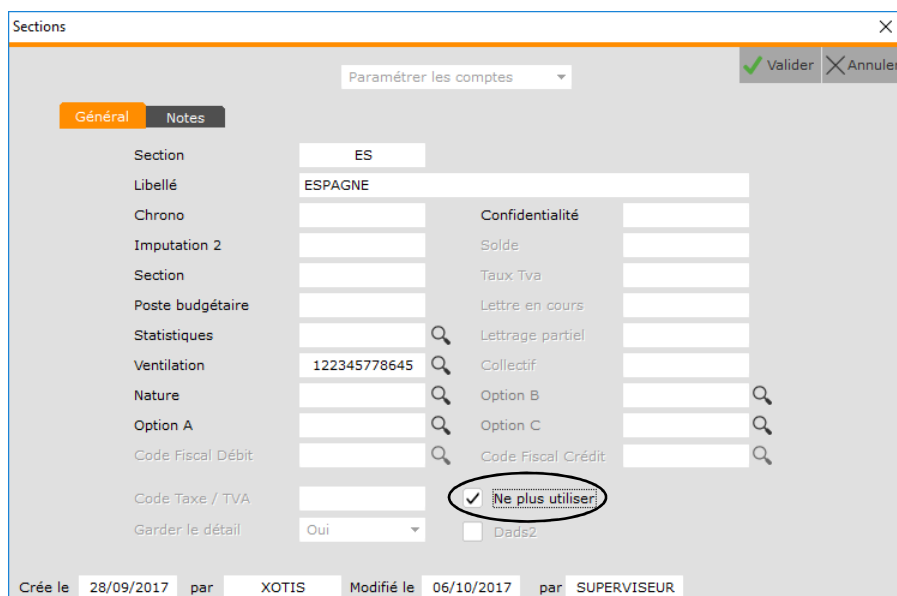 Sections
Paramétrer les comptes
Valider
Annuler
Général
Notes
Section ES
Libellé ESPAGNE
Chrono Confidentialité
Imputation 2 Solde
Section Taux Tva
Poste budgétaire Lettre en cours
Statistiques Lettrage partiel
Ventilation 122345778645 Collectif
Nature Option B
Option A Option C
Code Fiscal Débit Code Fiscal Crédit
Code Taxe / TVA Ne plus utiliser
Garder le détail Oui Dads2
Crée le 28/09/2017 par XOTIS Modifié le 06/10/2017 par SUPERVISEUR